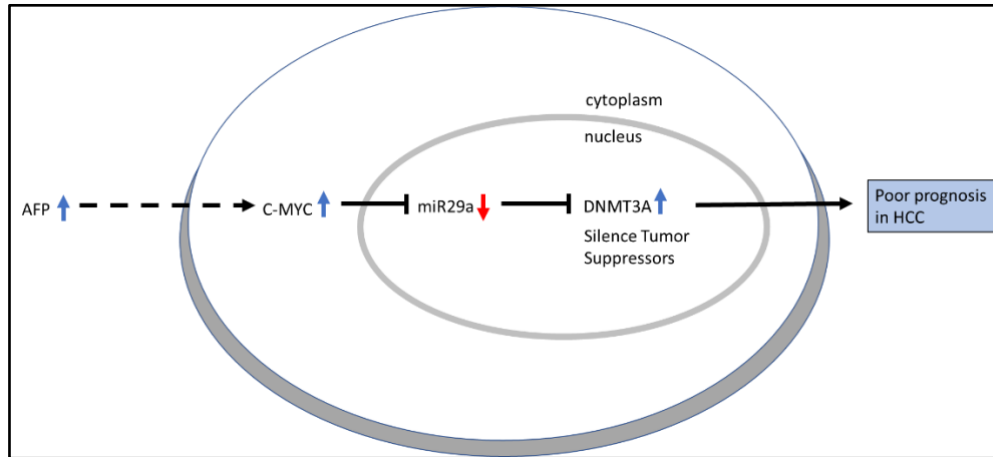 cytoplasm
nucleus
AFP
C-MYC
miR29a
DNMT3A
Silence Tumor
Suppressors
Poor prognosis
in HCC